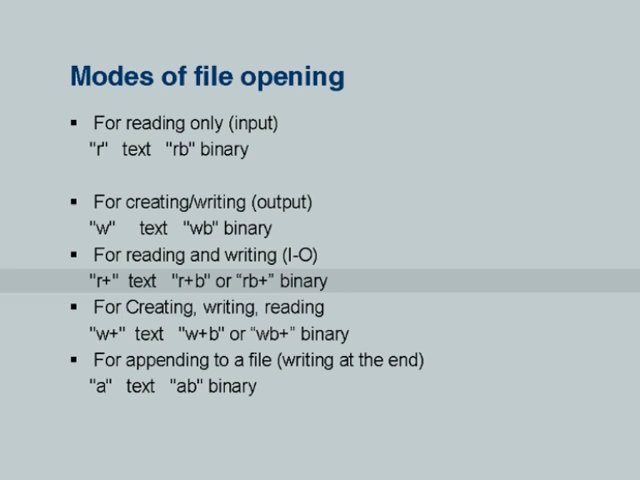 Modes of file opening
▪ For reading only (input)
"r" text "rb" binary
▪ For creating/writing (output)
"w" text "wb" binary
▪ For reading and writing (I-O)
"r+" text "r+b" or “rb+” binary
▪ For Creating, writing, reading
"w+" text "w+b" or “wb+” binary
▪ For appending to a file (writing at the end)
"a" text "ab" binary